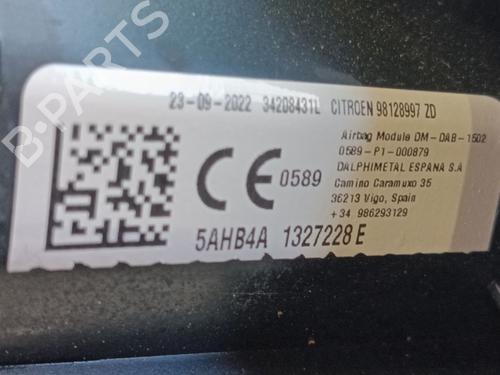 B-PARTS
23-09-2022 34208431L CITROEN 98128997 ZD
Airbag Module DM-DAB-1502
0589-P1-000879
DALPHIMETAL ESPANA S.A
Camino Caramuxo 35
36213 Vigo, Spain
+34 986293129
CE 0589
5AHB4A 1327228 E